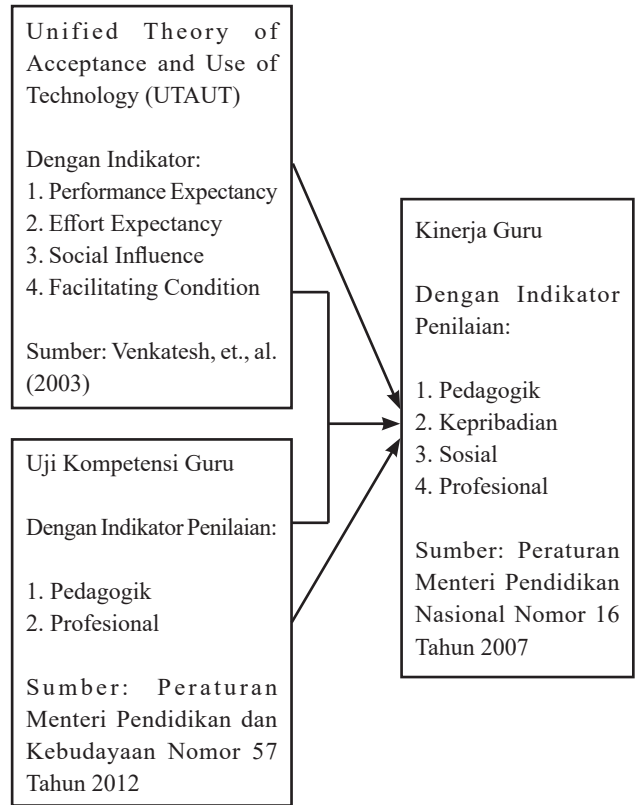 Unified Theory of
Acceptance and Use of
Technology (UTAUT)
Dengan Indikator:
1. Performance Expectancy
2. Effort Expectancy
3. Social Influence
4. Facilitating Condition
Sumber: Venkatesh, et., al.
(2003)
Uji Kompetensi Guru
Dengan Indikator Penilaian:
1. Pedagogik
2. Profesional
Sumber: Peraturan
Menteri Pendidikan dan
Kebudayaan Nomor 57
Tahun 2012
Kinerja Guru
Dengan Indikator
Penilaian:
1. Pedagogik
2. Kepribadian
3. Sosial
4. Profesional
Sumber: Peraturan
Menteri Pendidikan
Nasional Nomor 16
Tahun 2007